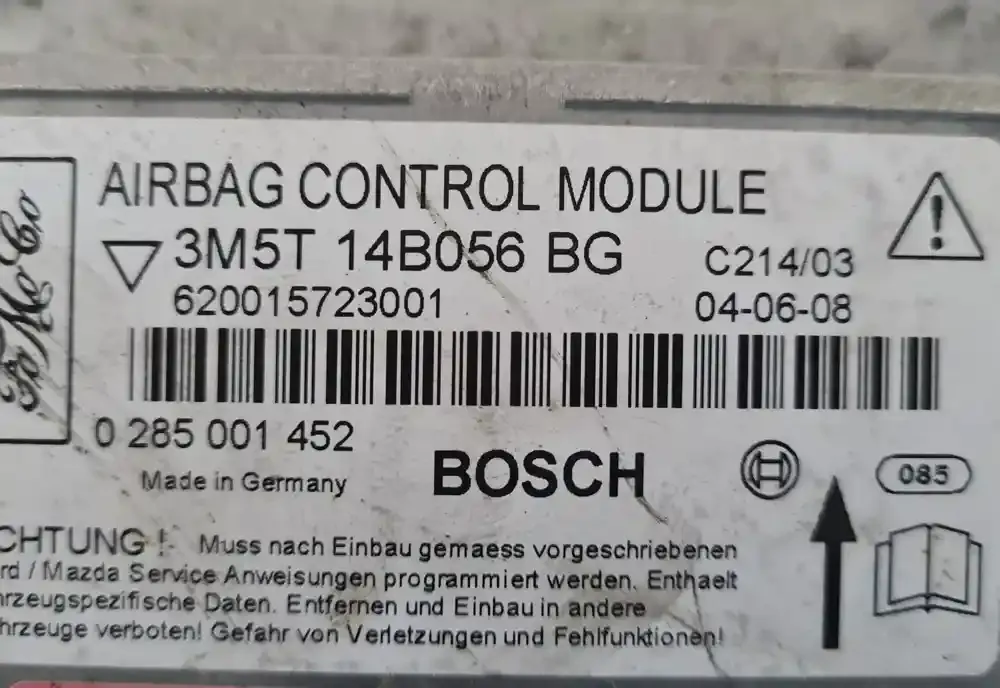 AIRBAG CONTROL MODULE
3M5T 14B056 BG C214/03
620015723001 04-06-08
FoMoCo
0 285 001 452
Made in Germany BOSCH 085
CHTUNG ! Muss nach Einbau gemaess vorgeschriebenen
rd / Mazda Service Anweisungen programmiert werden. Enthaelt
hrzeugspezifische Daten. Entfernen und Einbau in andere
hrzeuge verboten! Gefahr von Verletzungen und Fehlfunktionen!